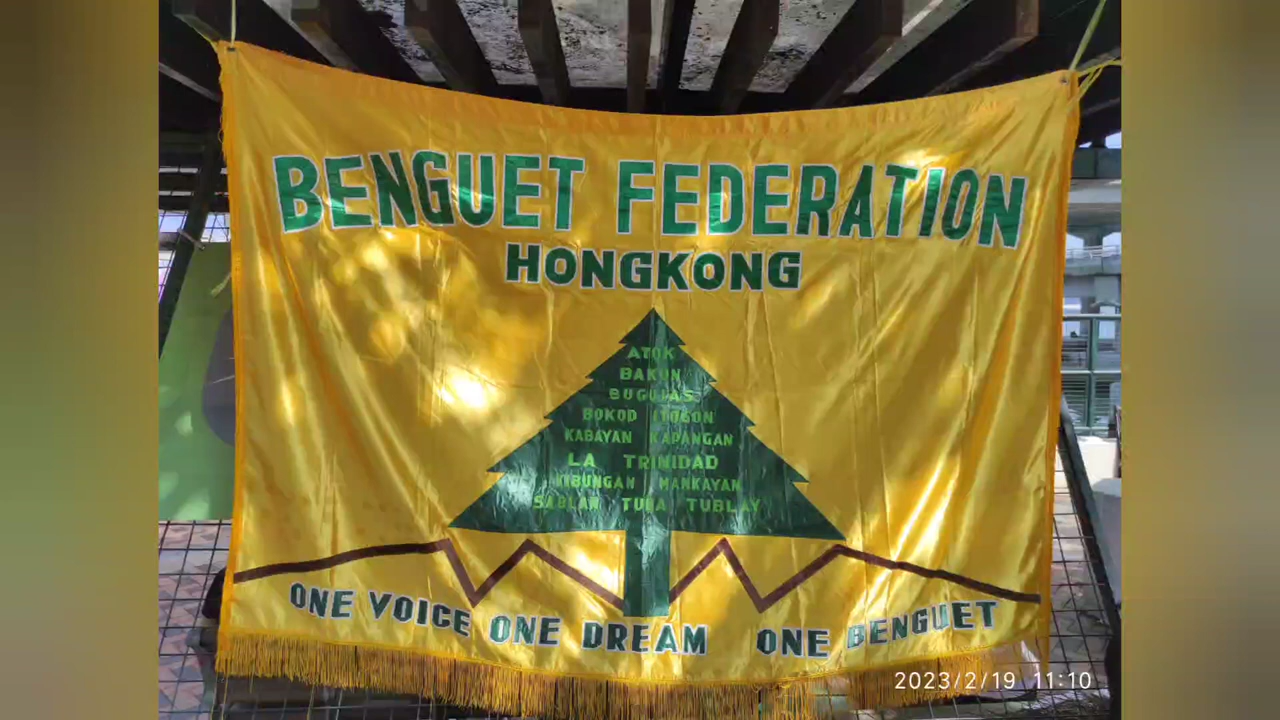 BENGUET FEDERATION
HONGKONG
ATOK
BAKUN
BUGUIAS
BOKOD ITOGON
KABAYAN KAPANGAN
LA TRINIDAD
KIBUNGAN MANKAYAN
SABLAN TUBA TUBLAY
ONE VOICE ONE DREAM ONE BENGUET
2023/2/19 11:10